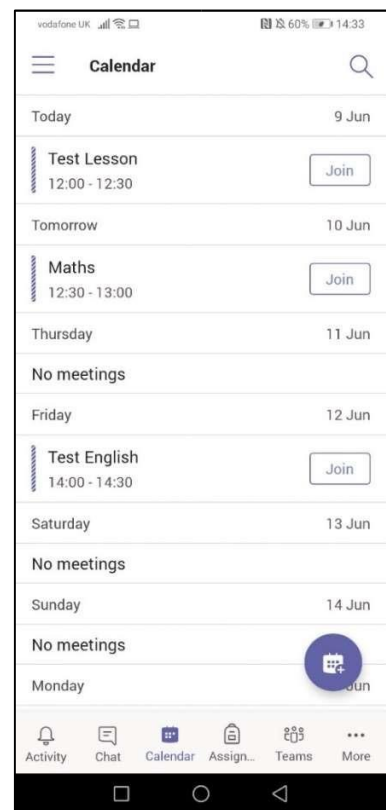 vodafone UK 60% 14:33
Calendar
Today 9 Jun
Test Lesson
12:00 - 12:30
Join
Tomorrow 10 Jun
Maths
12:30 - 13:00
Join
Thursday 11 Jun
No meetings
Friday 12 Jun
Test English
14:00 - 14:30
Join
Saturday 13 Jun
No meetings
Sunday 14 Jun
No meetings
Monday
Activity Chat Calendar Assign... Teams More